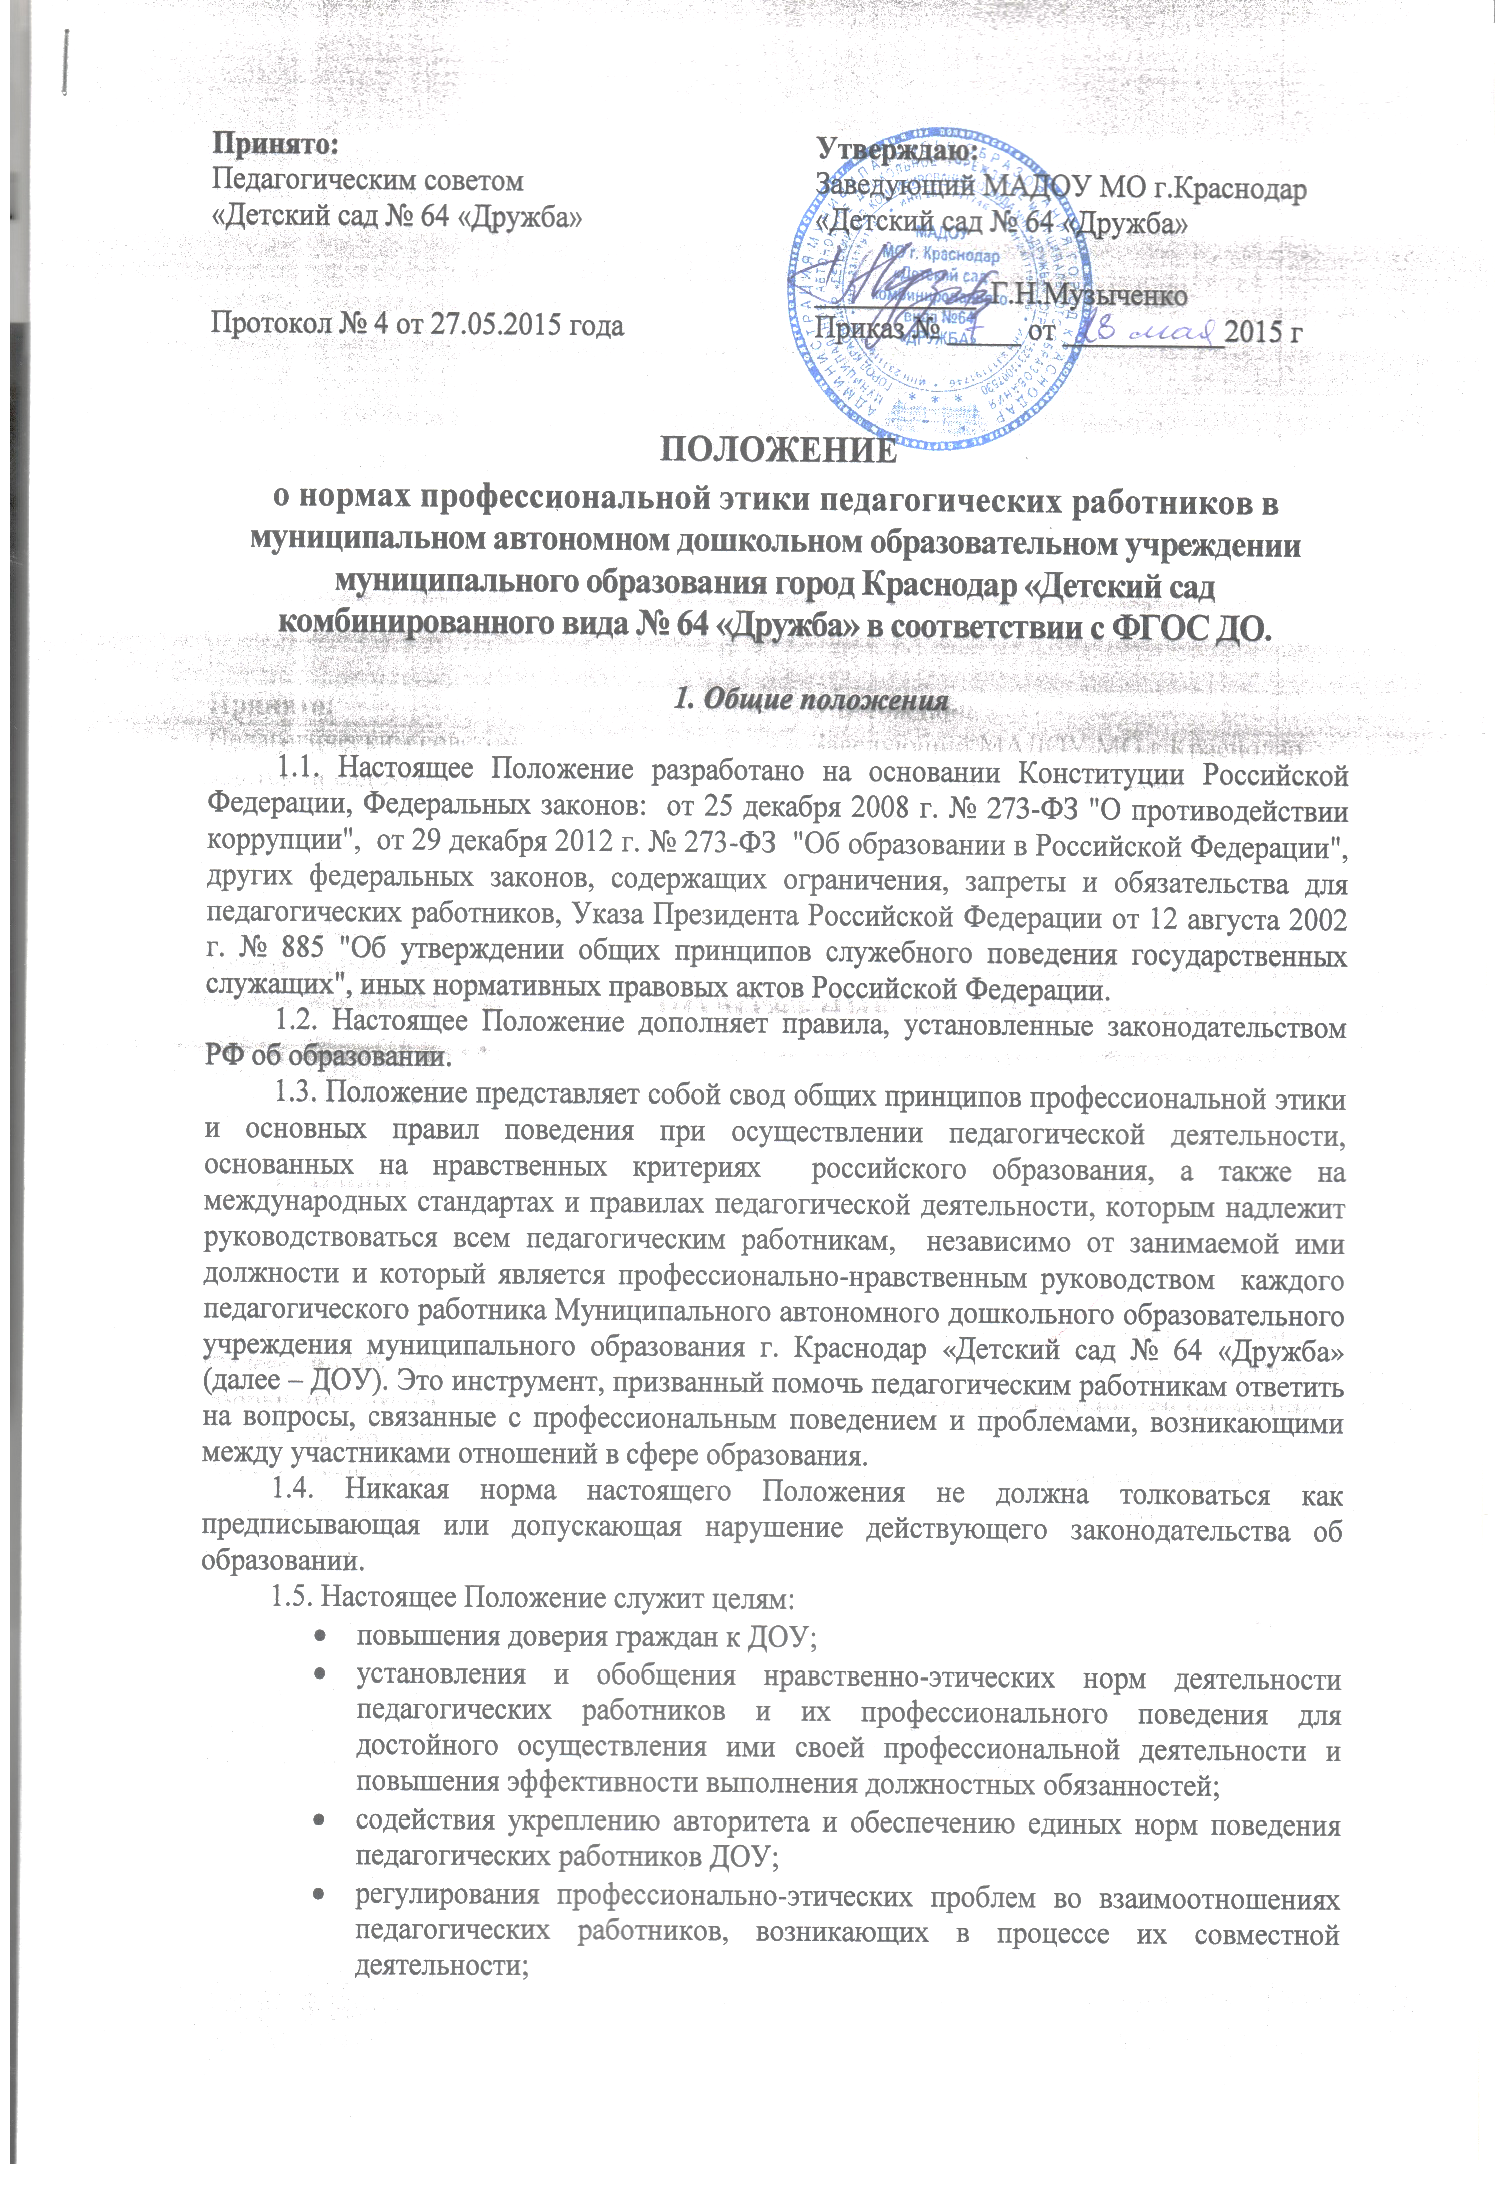 Принято:
Педагогическим советом
«Детский сад № 64 «Дружба»
Протокол № 4 от 27.05.2015 года
Утверждаю:
Заведующий МАДОУ МО г.Краснодар
«Детский сад № 64 «Дружба»
Г.Н.Музыченко
Приказ № 7 от 28 мая 2015 г
МАДОУ
МО г. Краснодар
«Детский сад
комбинированного
вида №64
«ДРУЖБА»
ПОЛОЖЕНИЕ
о нормах профессиональной этики педагогических работников в
муниципальном автономном дошкольном образовательном учреждении
муниципального образования город Краснодар «Детский сад
комбинированного вида № 64 «Дружба» в соответствии с ФГОС ДО.
1. Общие положения
1.1. Настоящее Положение разработано на основании Конституции Российской
Федерации, Федеральных законов: от 25 декабря 2008 г. № 273-ФЗ "О противодействии
коррупции", от 29 декабря 2012 г. № 273-ФЗ "Об образовании в Российской Федерации",
других федеральных законов, содержащих ограничения, запреты и обязательства для
педагогических работников, Указа Президента Российской Федерации от 12 августа 2002
г. № 885 "Об утверждении общих принципов служебного поведения государственных
служащих", иных нормативных правовых актов Российской Федерации.
1.2. Настоящее Положение дополняет правила, установленные законодательством
РФ об образовании.
1.3. Положение представляет собой свод общих принципов профессиональной этики
и основных правил поведения при осуществлении педагогической деятельности,
основанных на нравственных критериях российского образования, а также на
международных стандартах и правилах педагогической деятельности, которым надлежит
руководствоваться всем педагогическим работникам, независимо от занимаемой ими
должности и который является профессионально-нравственным руководством каждого
педагогического работника Муниципального автономного дошкольного образовательного
учреждения муниципального образования г. Краснодар «Детский сад № 64 «Дружба»
(далее – ДОУ). Это инструмент, призванный помочь педагогическим работникам ответить
на вопросы, связанные с профессиональным поведением и проблемами, возникающими
между участниками отношений в сфере образования.
1.4. Никакая норма настоящего Положения не должна толковаться как
предписывающая или допускающая нарушение действующего законодательства об
образовании.
1.5. Настоящее Положение служит целям:
• повышения доверия граждан к ДОУ;
• установления и обобщения нравственно-этических норм деятельности
педагогических работников и их профессионального поведения для
достойного осуществления ими своей профессиональной деятельности и
повышения эффективности выполнения должностных обязанностей;
• содействия укреплению авторитета и обеспечению единых норм поведения
педагогических работников ДОУ;
• регулирования профессионально-этических проблем во взаимоотношениях
педагогических работников, возникающих в процессе их совместной
деятельности;